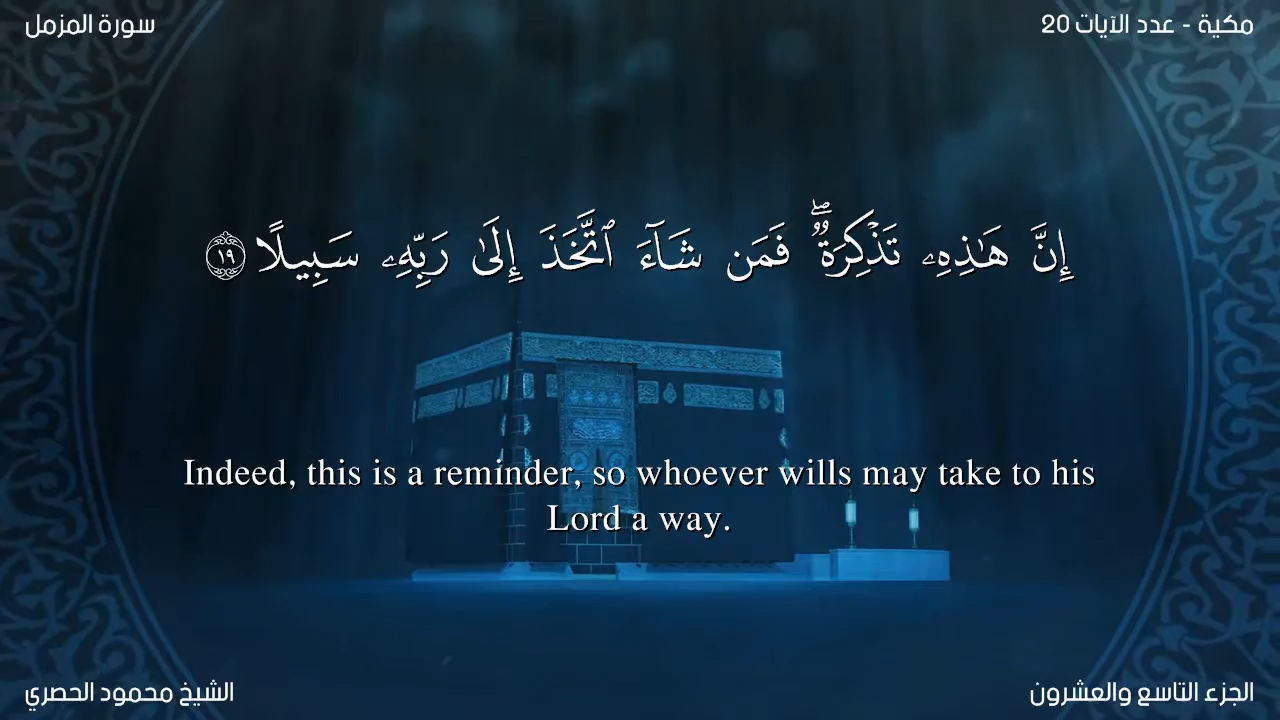 سورة المزمل
مكية - عدد الآيات 20
إِنَّ هَٰذِهِۦ تَذْكِرَةٌۖ فَمَن شَآءَ ٱتَّخَذَ إِلَىٰ رَبِّهِۦ سَبِيلًا ١٩
Indeed, this is a reminder, so whoever wills may take to his
Lord a way.
الشيخ محمود الحصري
الجزء التاسع والعشرون